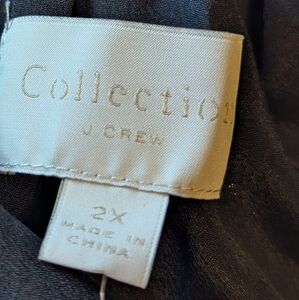 Collection
J. CREW
2X
MADE IN
CHINA